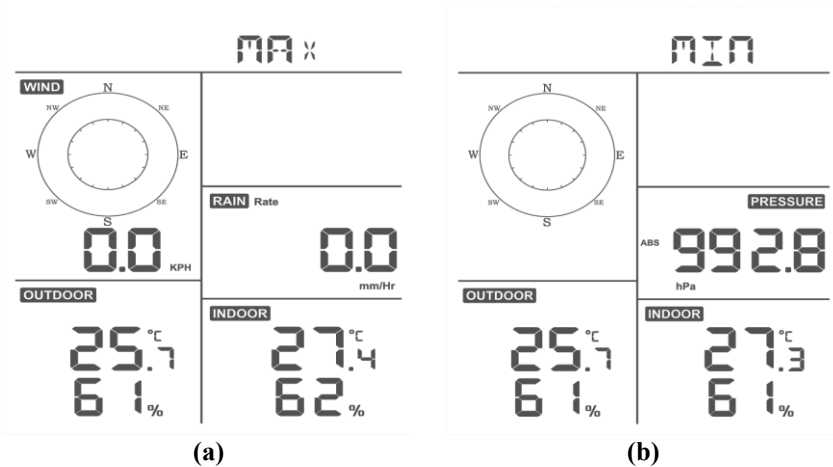 MAX
WIND
N
NW NE
W E
SW SE
S
0.0 KPH
RAIN Rate
0.0
mm/Hr
OUTDOOR
25.7 °C
61%
INDOOR
27.4 °C
62%
(a)
MIN
N
NW NE
W E
SW SE
S
PRESSURE
ABS 992.8
hPa
OUTDOOR
25.7 °C
61%
INDOOR
27.3 °C
61%
(b)